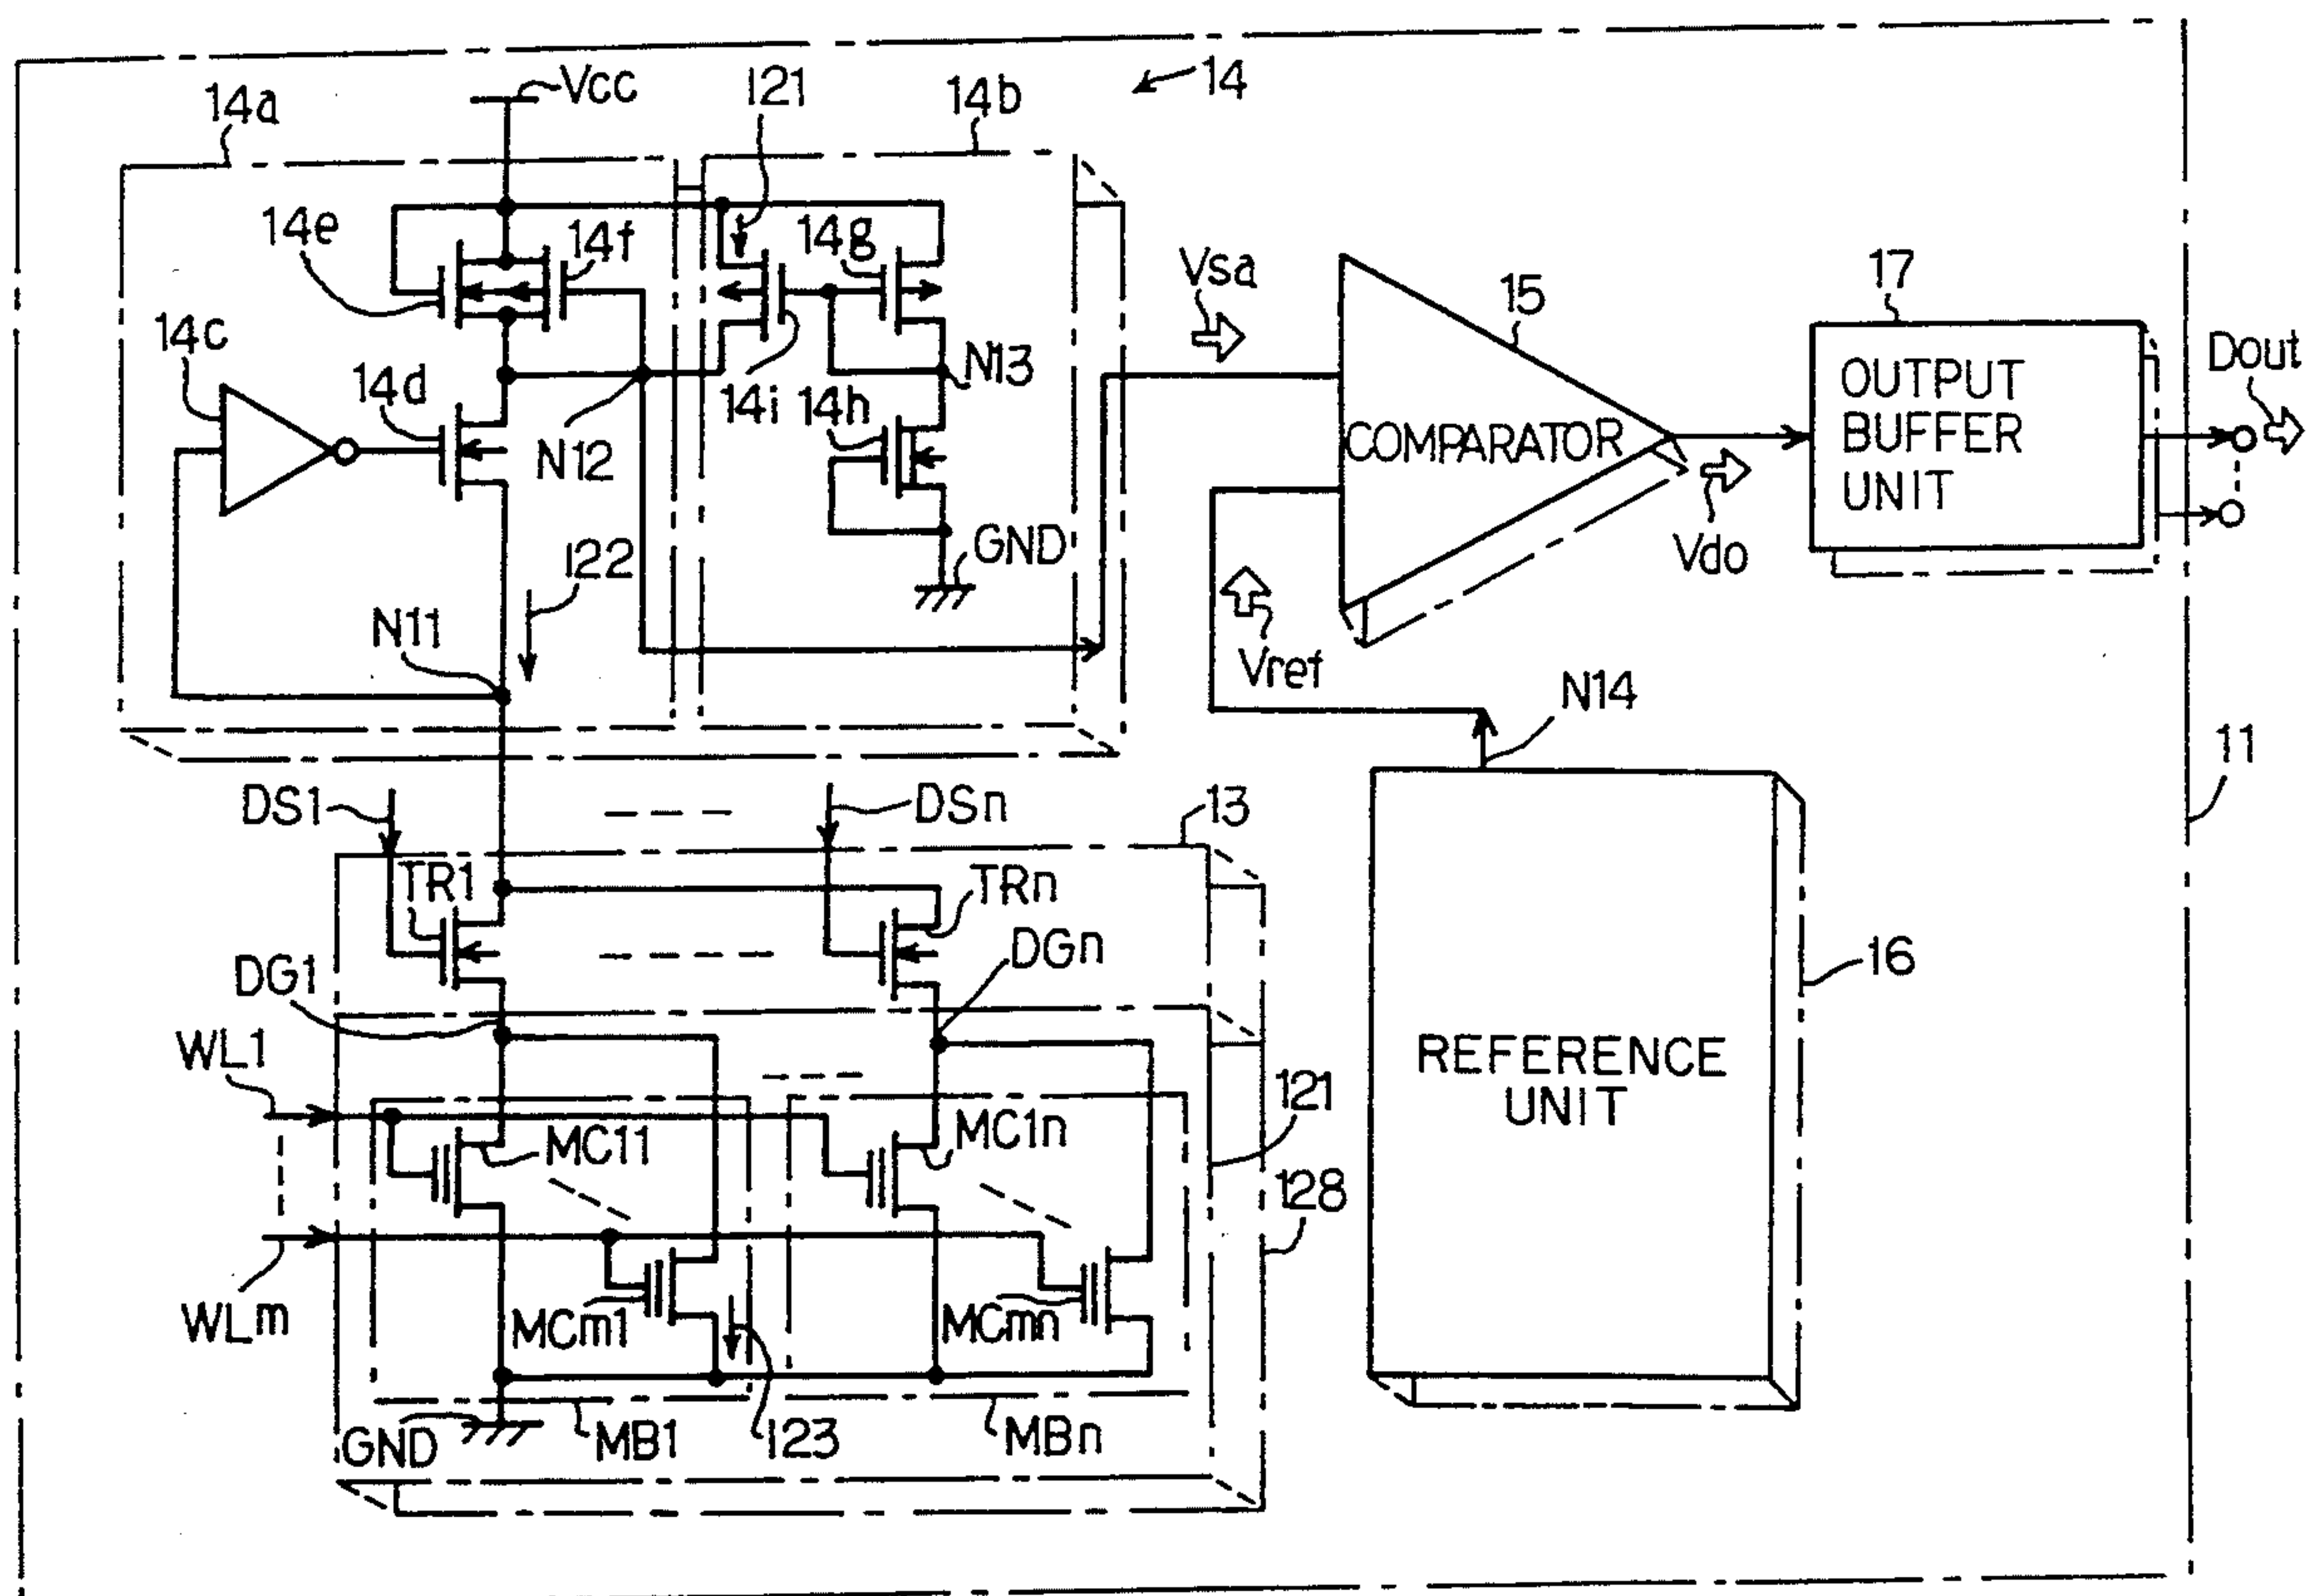 Vcc
14
14a
121
14b
14e
14f
14g
Vsa
17
15
14c
14d
N13
Dout
OUTPUT
BUFFER
UNIT
14i
14h
COMPARATOR
N12
Vdo
GND
122
N11
Vref
N14
11
DS1
DSn
13
TR1
TRn
DGn
DG1
16
WL1
REFERENCE
UNIT
121
MC11
MC1n
128
WLm
MCm1
MCmn
GND
MB1
123
MBn